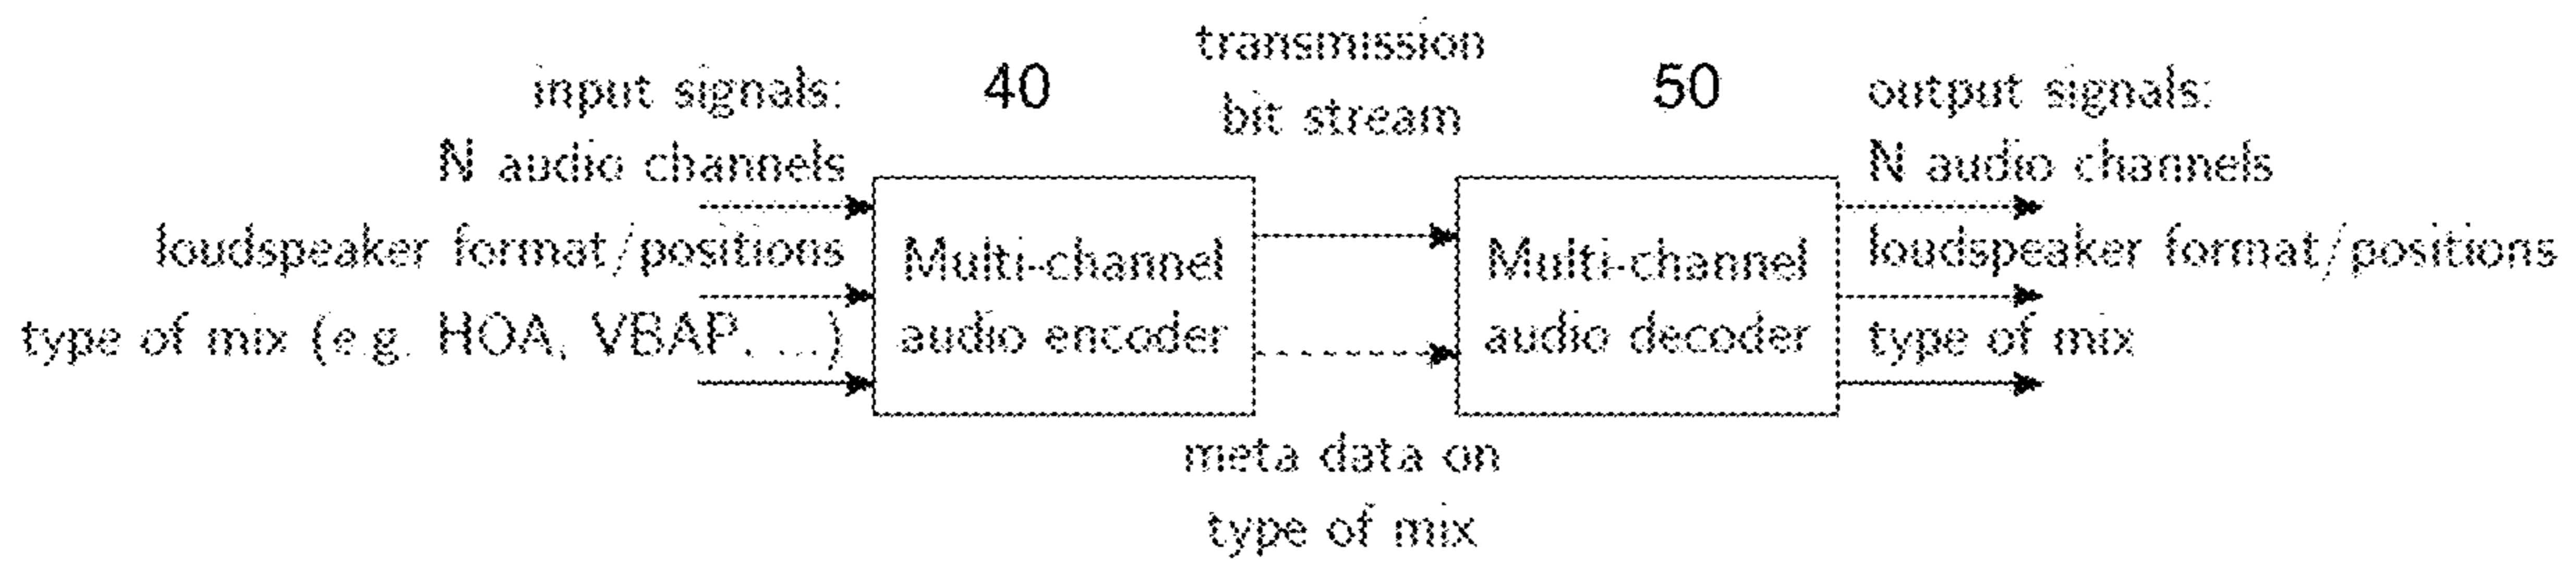 input signals:
N audio channels
loudspeaker format/positions
type of mix (e.g. HOA, VBAP, ...)
40
Multi-channel
audio encoder
transmission
bit stream
meta data on
type of mix
50
Multi-channel
audio decoder
output signals:
N audio channels
loudspeaker format/positions
type of mix